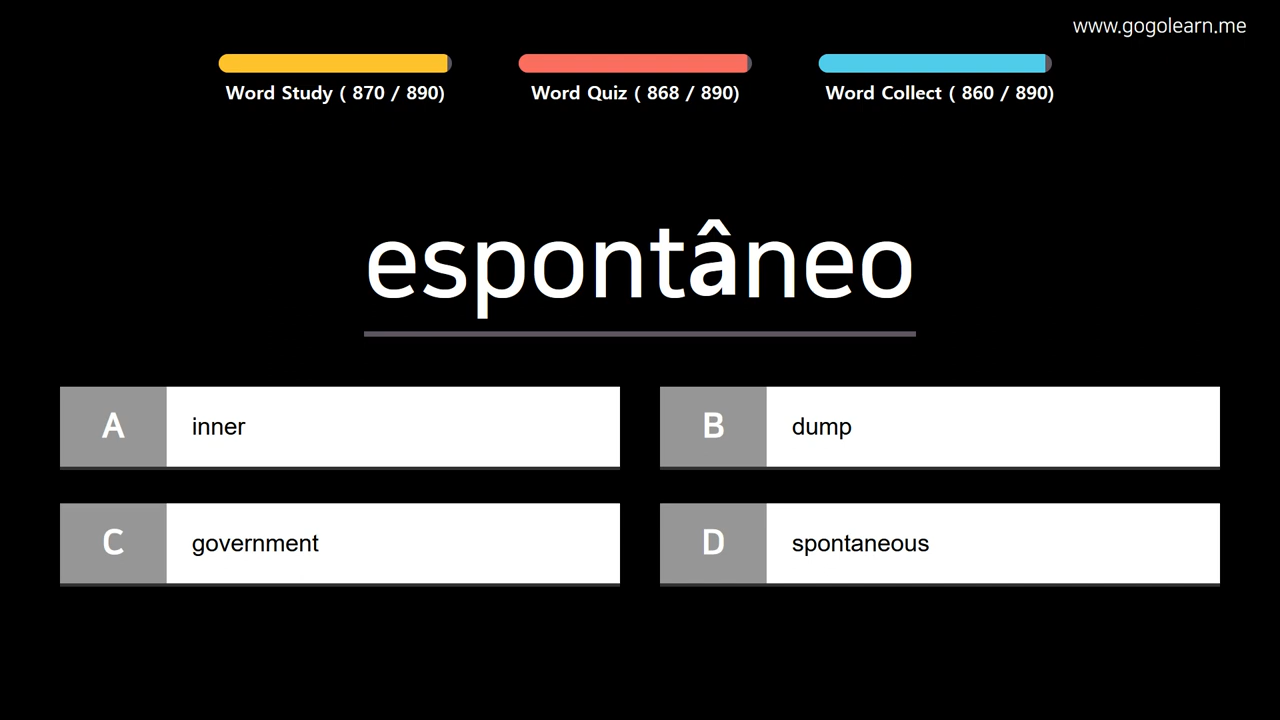 www.gogolearn.me
Word Study ( 870 / 890)
Word Quiz ( 868 / 890)
Word Collect ( 860 / 890)
espontâneo
A inner
B dump
C government
D spontaneous